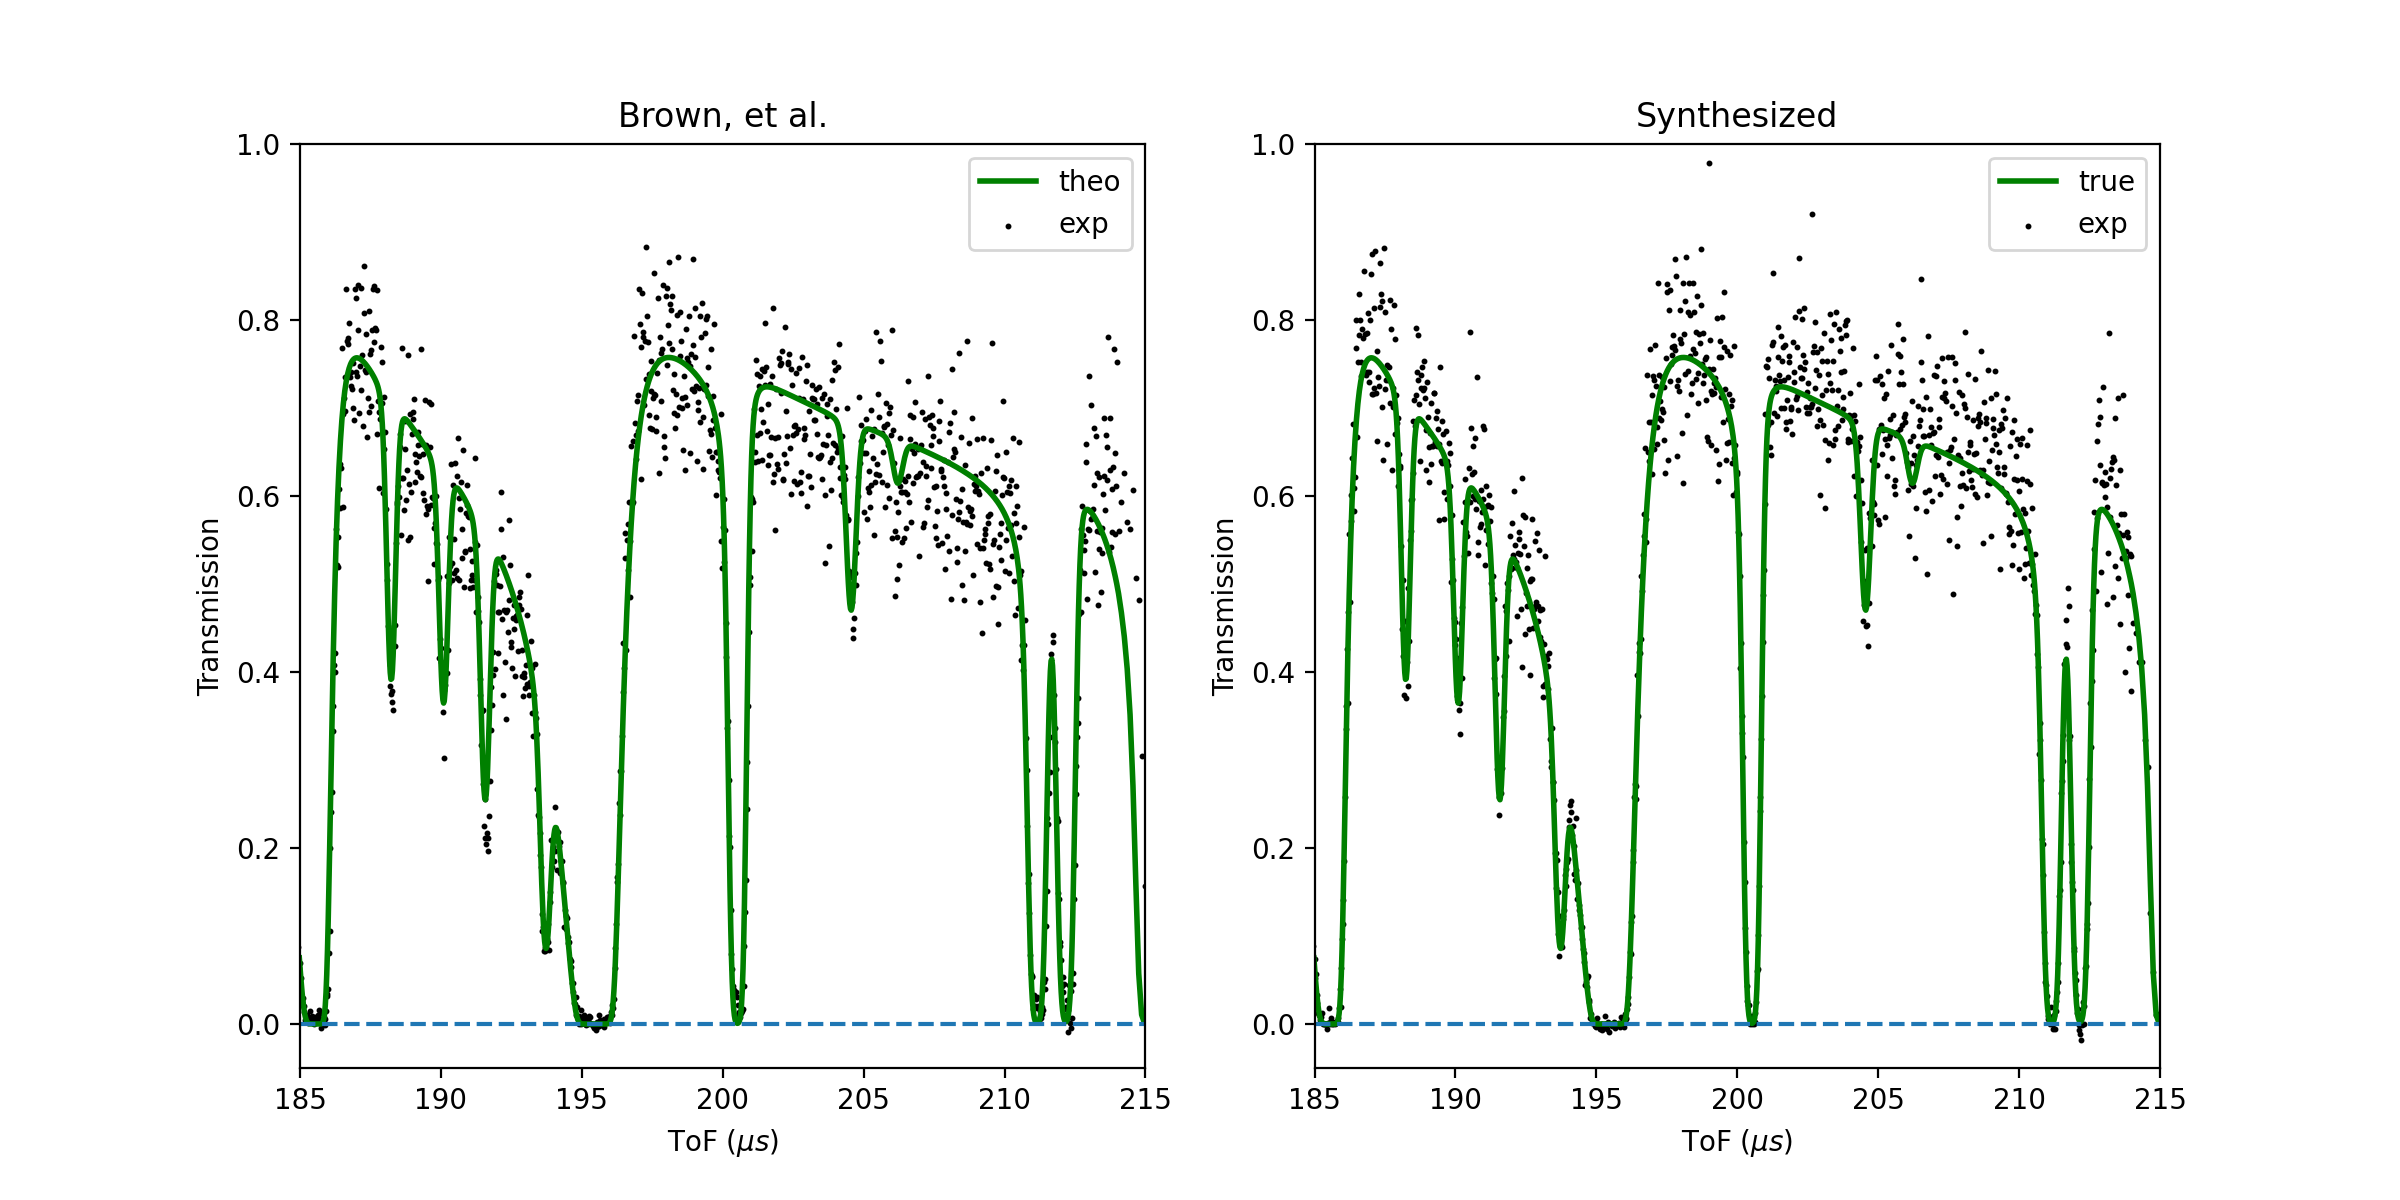 Brown, et al.
1.0
0.8
0.6
0.4
0.2
0.0
Transmission
theo
exp
185 190 195 200 205 210 215
ToF (μs)
Synthesized
1.0
0.8
0.6
0.4
0.2
0.0
Transmission
true
exp
185 190 195 200 205 210 215
ToF (μs)